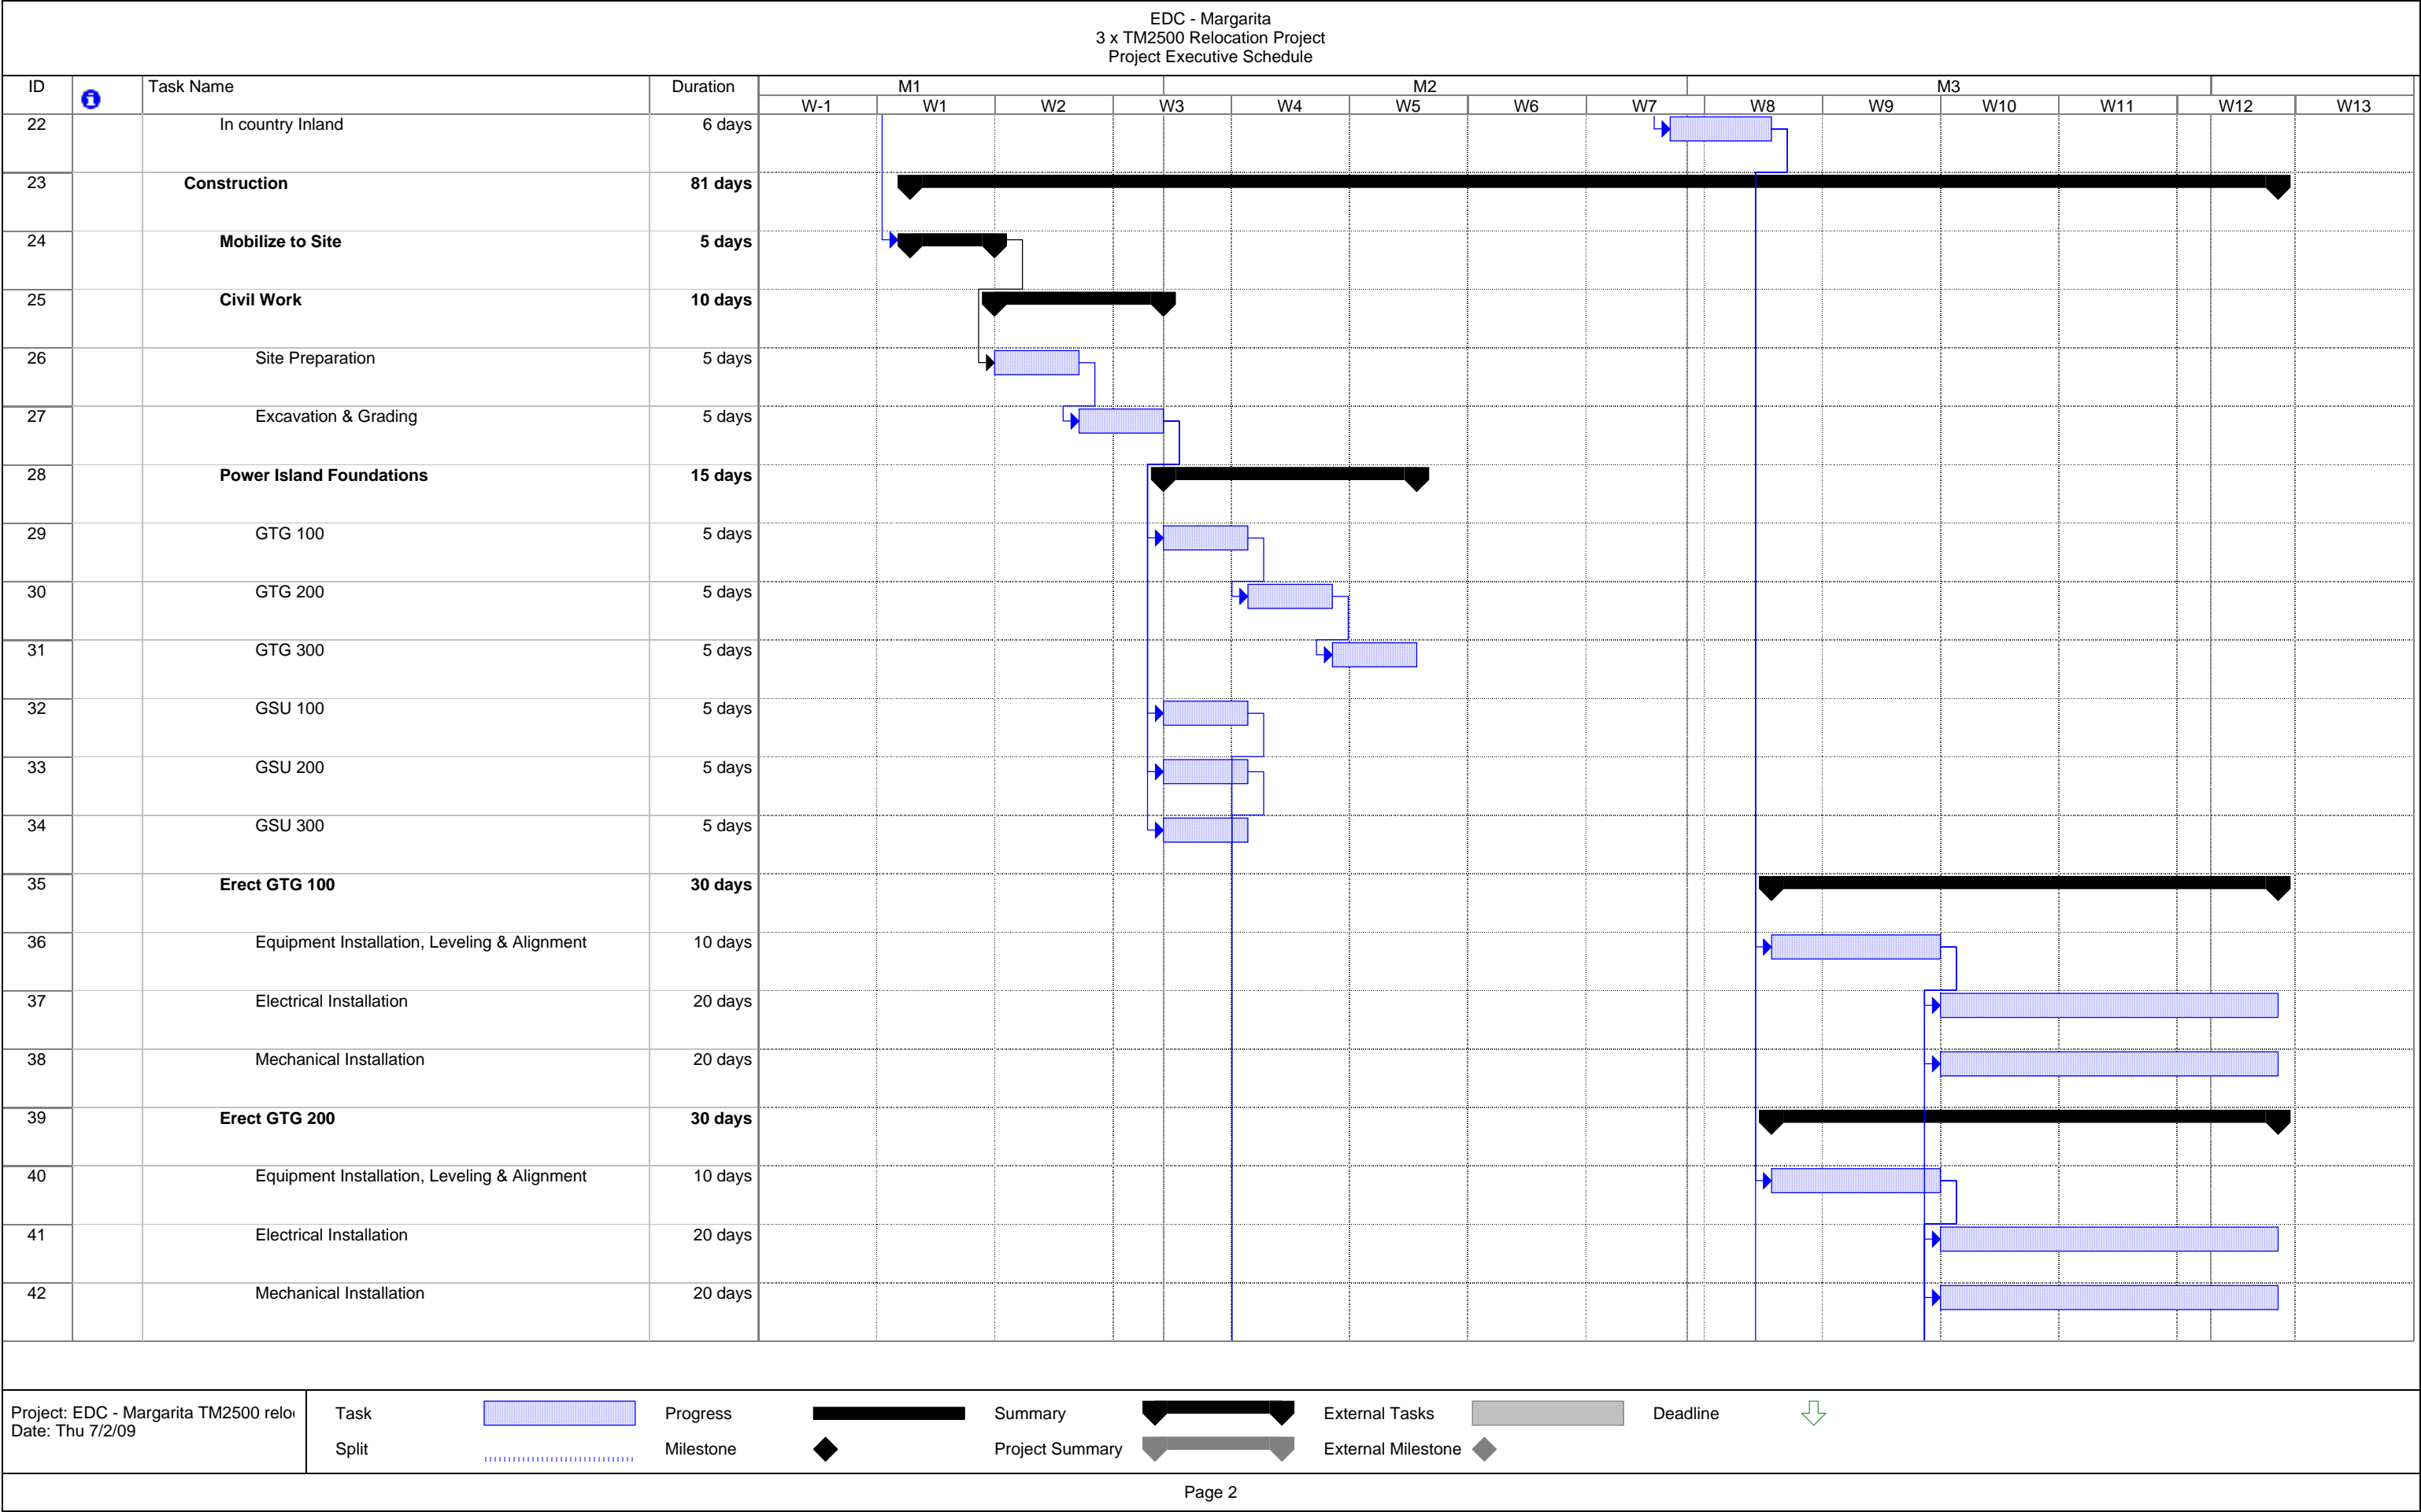 EDC - Margarita
3 x TM2500 Relocation Project
Project Executive Schedule
ID Task Name Duration M1 M2 M3
W-1 W1 W2 W3 W4 W5 W6 W7 W8 W9 W10 W11 W12 W13
22 In country Inland 6 days
23 Construction 81 days
24 Mobilize to Site 5 days
25 Civil Work 10 days
26 Site Preparation 5 days
27 Excavation & Grading 5 days
28 Power Island Foundations 15 days
29 GTG 100 5 days
30 GTG 200 5 days
31 GTG 300 5 days
32 GSU 100 5 days
33 GSU 200 5 days
34 GSU 300 5 days
35 Erect GTG 100 30 days
36 Equipment Installation, Leveling & Alignment 10 days
37 Electrical Installation 20 days
38 Mechanical Installation 20 days
39 Erect GTG 200 30 days
40 Equipment Installation, Leveling & Alignment 10 days
41 Electrical Installation 20 days
42 Mechanical Installation 20 days
Project: EDC - Margarita TM2500 relo
Date: Thu 7/2/09
Task Progress Summary External Tasks Deadline
Split Milestone Project Summary External Milestone
Page 2